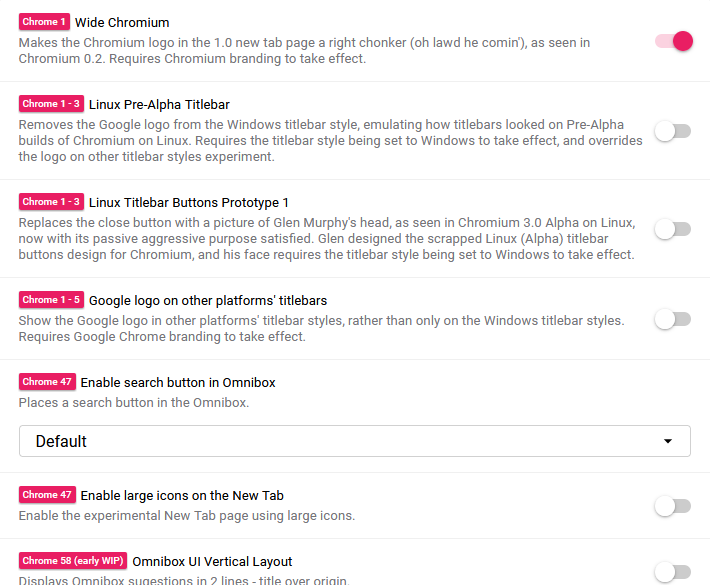 Chrome 1 Wide Chromium
Makes the Chromium logo in the 1.0 new tab page a right chonker (oh lawd he comin'), as seen in
Chromium 0.2. Requires Chromium branding to take effect.
Chrome 1 - 3 Linux Pre-Alpha Titlebar
Removes the Google logo from the Windows titlebar style, emulating how titlebars looked on Pre-Alpha
builds of Chromium on Linux. Requires the titlebar style being set to Windows to take effect, and overrides
the logo on other titlebar styles experiment.
Chrome 1 - 3 Linux Titlebar Buttons Prototype 1
Replaces the close button with a picture of Glen Murphy's head, as seen in Chromium 3.0 Alpha on Linux,
now with its passive aggressive purpose satisfied. Glen designed the scrapped Linux (Alpha) titlebar
buttons design for Chromium, and his face requires the titlebar style being set to Windows to take effect.
Chrome 1 - 5 Google logo on other platforms' titlebars
Show the Google logo in other platforms' titlebar styles, rather than only on the Windows titlebar styles.
Requires Google Chrome branding to take effect.
Chrome 47 Enable search button in Omnibox
Places a search button in the Omnibox.
Default
Chrome 47 Enable large icons on the New Tab
Enable the experimental New Tab page using large icons.
Chrome 58 (early WIP) Omnibox UI Vertical Layout
Displays Omnibox sugestions in 2 lines - title over origin.